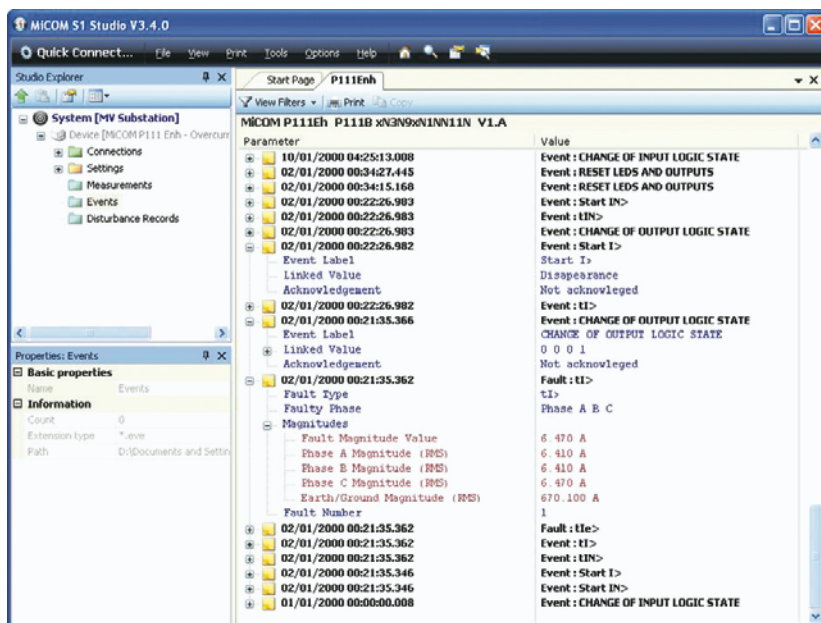 MiCOM S1 Studio V3.4.0
Quick Connect... File View Print Tools Options Help
Studio Explorer
System [MV Substation]
Device [MiCOM P111 Enh - Overcurr
Connections
Settings
Measurements
Events
Disturbance Records
Properties: Events
Basic properties
Name Events
Information
Count 0
Extension type *.eve
Path D:\Documents and Settin
Start Page P111Enh
View Filters Print Copy
MiCOM P111Eh P111B xN3N9xN1NN11N V1.A
Parameter Value
10/01/2000 04:25:13.008 Event : CHANGE OF INPUT LOGIC STATE
02/01/2000 00:34:27.445 Event : RESET LEDS AND OUTPUTS
02/01/2000 00:34:15.168 Event : RESET LEDS AND OUTPUTS
02/01/2000 00:22:26.983 Event : Start IN>
02/01/2000 00:22:26.983 Event : tIN>
02/01/2000 00:22:26.983 Event : CHANGE OF OUTPUT LOGIC STATE
02/01/2000 00:22:26.982 Event : Start I>
Event Label Start I>
Linked Value Disapearance
Acknowledgement Not acknowleged
02/01/2000 00:22:26.982 Event : tI>
02/01/2000 00:21:35.366 Event : CHANGE OF OUTPUT LOGIC STATE
Event Label CHANGE OF OUTPUT LOGIC STATE
Linked Value 0 0 0 1
Acknowledgement Not acknowleged
02/01/2000 00:21:35.362 Fault : tI>
Fault Type tI>
Faulty Phase Phase A B C
Magnitudes
Fault Magnitude Value 6.470 A
Phase A Magnitude (RMS) 6.410 A
Phase B Magnitude (RMS) 6.410 A
Phase C Magnitude (RMS) 6.470 A
Earth/Ground Magnitude (RMS) 670.100 A
Fault Number 1
02/01/2000 00:21:35.362 Fault : tIe>
02/01/2000 00:21:35.362 Event : tI>
02/01/2000 00:21:35.362 Event : tIN>
02/01/2000 00:21:35.346 Event : Start I>
02/01/2000 00:21:35.346 Event : Start IN>
01/01/2000 00:00:00.008 Event : CHANGE OF INPUT LOGIC STATE